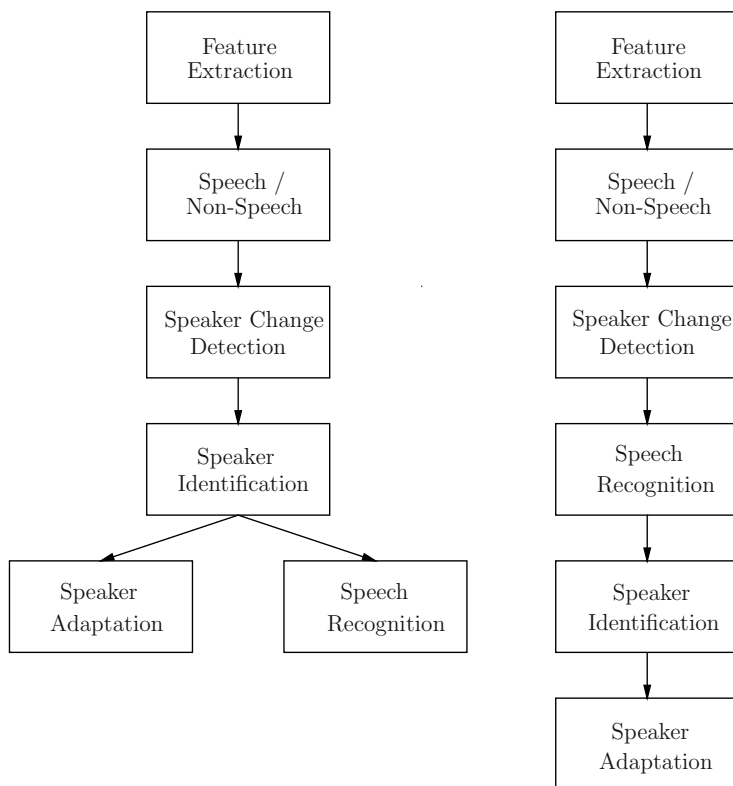 Feature
Extraction
Speech /
Non-Speech
Speaker Change
Detection
Speaker
Identification
Speaker
Adaptation
Speech
Recognition
Feature
Extraction
Speech /
Non-Speech
Speaker Change
Detection
Speech
Recognition
Speaker
Identification
Speaker
Adaptation